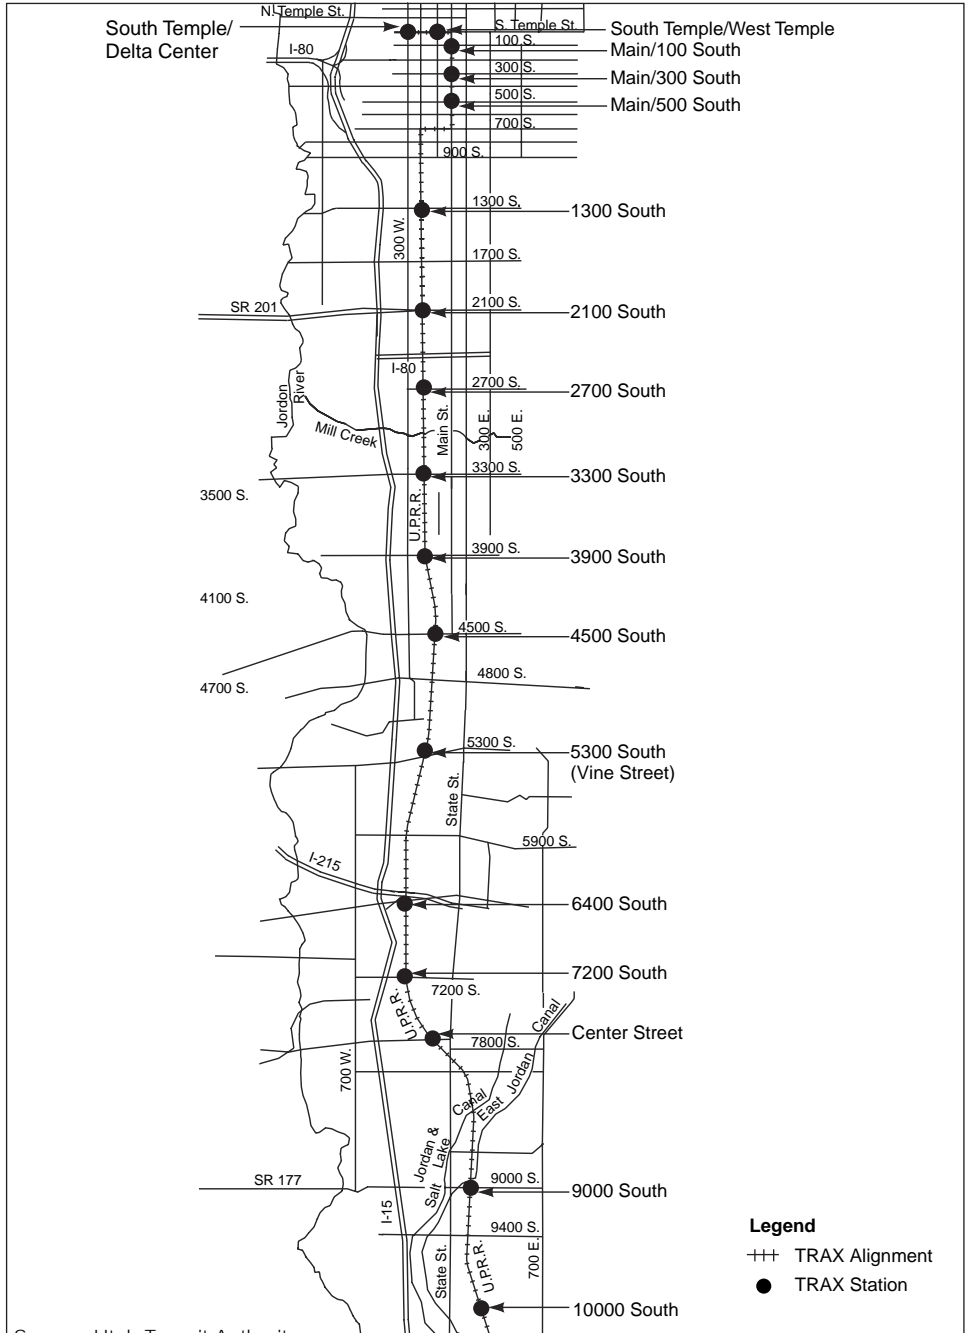 N. Temple St.
South Temple/
Delta Center
S. Temple St.
South Temple/West Temple
I-80
100 S.
Main/100 South
300 S.
Main/300 South
500 S.
Main/500 South
700 S.
900 S.
1300 S.
1300 South
300 W.
1700 S.
SR 201
2100 S.
2100 South
I-80
2700 S.
2700 South
Jordon
River
Mill Creek
Main St.
300 E.
500 E.
3300 S.
3300 South
3500 S.
U.P.R.R.
3900 S.
3900 South
4100 S.
4500 S.
4500 South
4700 S.
4800 S.
5300 S.
5300 South
(Vine Street)
State St.
5900 S.
I-215
6400 South
7200 South
7200 S.
U.P.R.R.
Center Street
7800 S.
Canal
700 W.
East Jordan
Canal
Jordan &
Salt Lake
SR 177
9000 S.
9000 South
I-15
9400 S.
State St.
U.P.R.R.
700 E.
10000 South
Legend
TRAX Alignment
TRAX Station